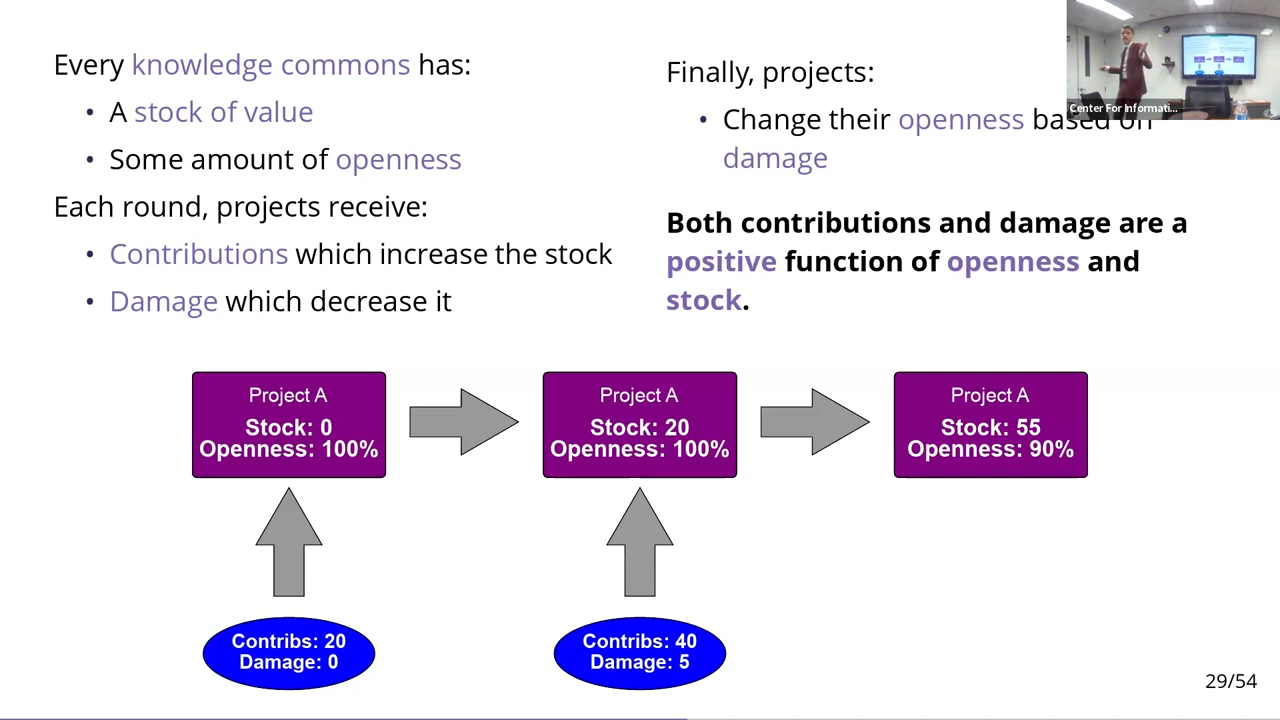 Every knowledge commons has:
• A stock of value
• Some amount of openness
Each round, projects receive:
• Contributions which increase the stock
• Damage which decrease it
Finally, projects:
• Change their openness based on
damage
Both contributions and damage are a
positive function of openness and
stock.
Center For Informati...
Project A
Stock: 0
Openness: 100%
Project A
Stock: 20
Openness: 100%
Project A
Stock: 55
Openness: 90%
Contribs: 20
Damage: 0
Contribs: 40
Damage: 5
29/54